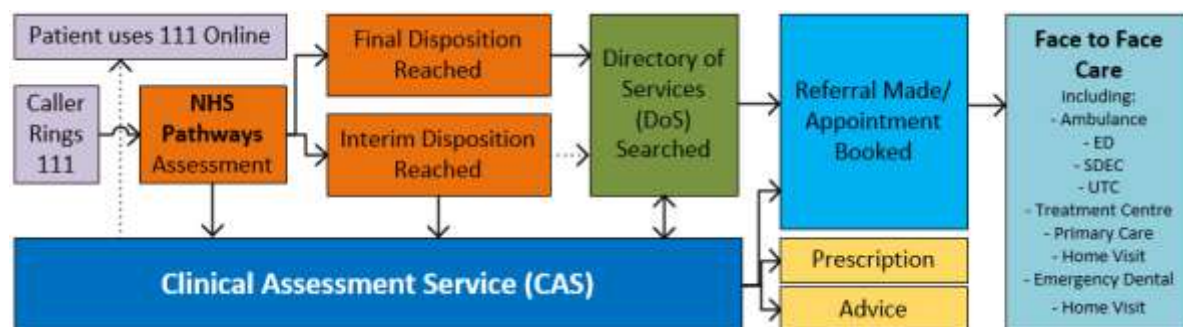 Patient uses 111 Online
Caller
Rings
111
NHS
Pathways
Assessment
Final Disposition
Reached
Interim Disposition
Reached
Directory of
Services
(DoS)
Searched
Referral Made/
Appointment
Booked
Face to Face
Care
Including:
- Ambulance
- ED
- SDEC
- UTC
- Treatment Centre
- Primary Care
- Home Visit
- Emergency Dental
- Home Visit
Clinical Assessment Service (CAS)
Prescription
Advice